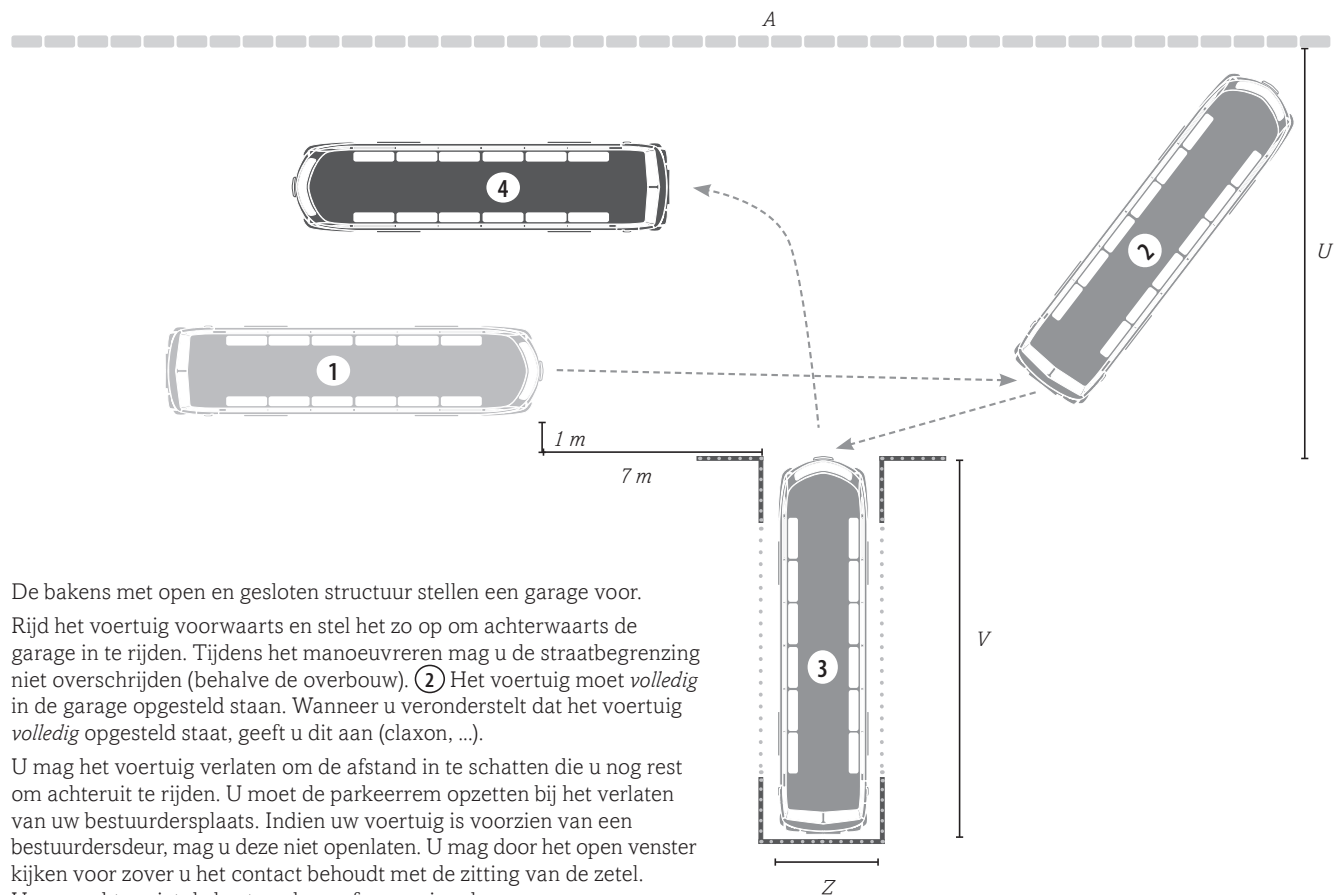 A
4
2
U
1
1 m
7 m
3
V
De bakens met open en gesloten structuur stellen een garage voor.
Rijd het voertuig voorwaarts en stel het zo op om achterwaarts de
garage in te rijden. Tijdens het manoeuvreren mag u de straatbegrenzing
niet overschrijden (behalve de overbouw). 2 Het voertuig moet volledig
in de garage opgesteld staan. Wanneer u veronderstelt dat het voertuig
volledig opgesteld staat, geeft u dit aan (claxon, ...).
U mag het voertuig verlaten om de afstand in te schatten die u nog rest
om achteruit te rijden. U moet de parkeerrem opzetten bij het verlaten
van uw bestuurdersplaats. Indien uw voertuig is voorzien van een
bestuurdersdeur, mag u deze niet openlaten. U mag door het open venster
kijken voor zover u het contact behoudt met de zitting van de zetel.
Z